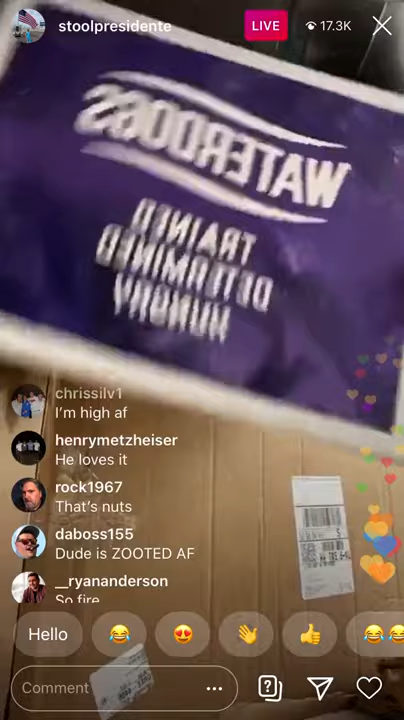 stoolpresidente
LIVE
17.3K
WATERDOGS
TRAINED
DETERMINED
HUNGRY
chrissilv1
I'm high af
henrymetzheiser
He loves it
rock1967
That's nuts
daboss155
Dude is ZOOTED AF
__ryananderson
So fire
Hello
Comment